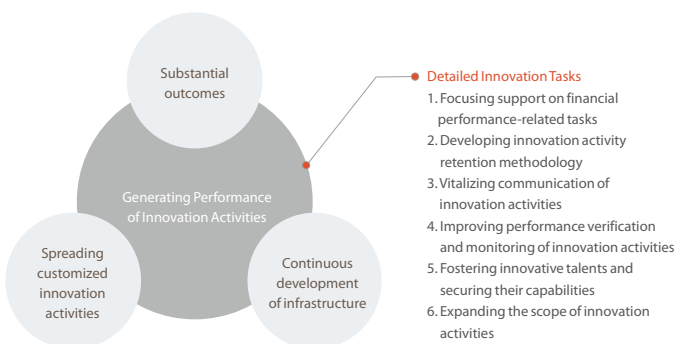 Substantial
outcomes
Generating Performance
of Innovation Activities
Spreading
customized
innovation
activities
Continuous
development
of infrastructure
Detailed Innovation Tasks
1. Focusing support on financial
performance-related tasks
2. Developing innovation activity
retention methodology
3. Vitalizing communication of
innovation activities
4. Improving performance verification
and monitoring of innovation activities
5. Fostering innovative talents and
securing their capabilities
6. Expanding the scope of innovation
activities